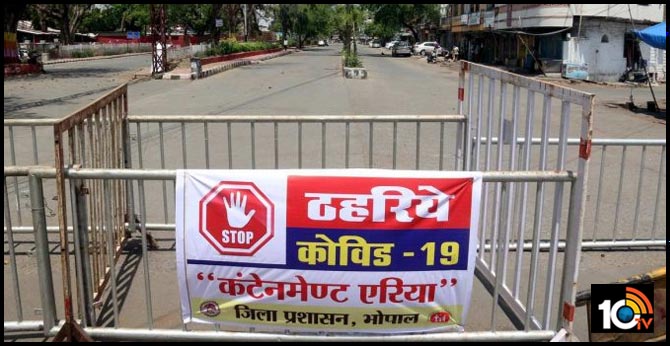 STOP
ठहरिये
कोविड - 19
“कंटेनमेण्ट एरिया”
जिला प्रशासन, भोपाल
10TV